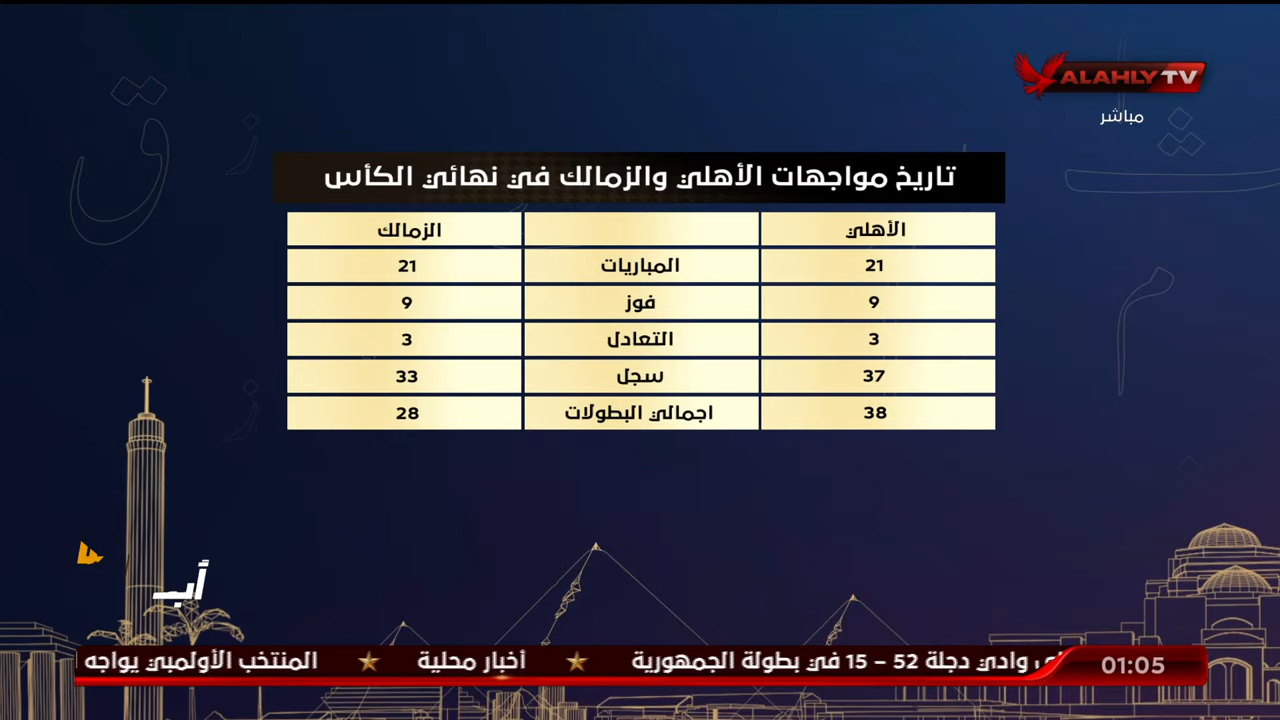 ALAHLY TV
مباشر
تاريخ مواجهات الأهلي والزمالك في نهائي الكأس
الأهلي الزمالك
21 المباريات 21
9 فوز 9
3 التعادل 3
37 سجل 33
38 اجمالي البطولات 28
01:05
وادي دجلة 52 – 15 في بطولة الجمهورية ★ أخبار محلية ★ المنتخب الأولمبي يواجه